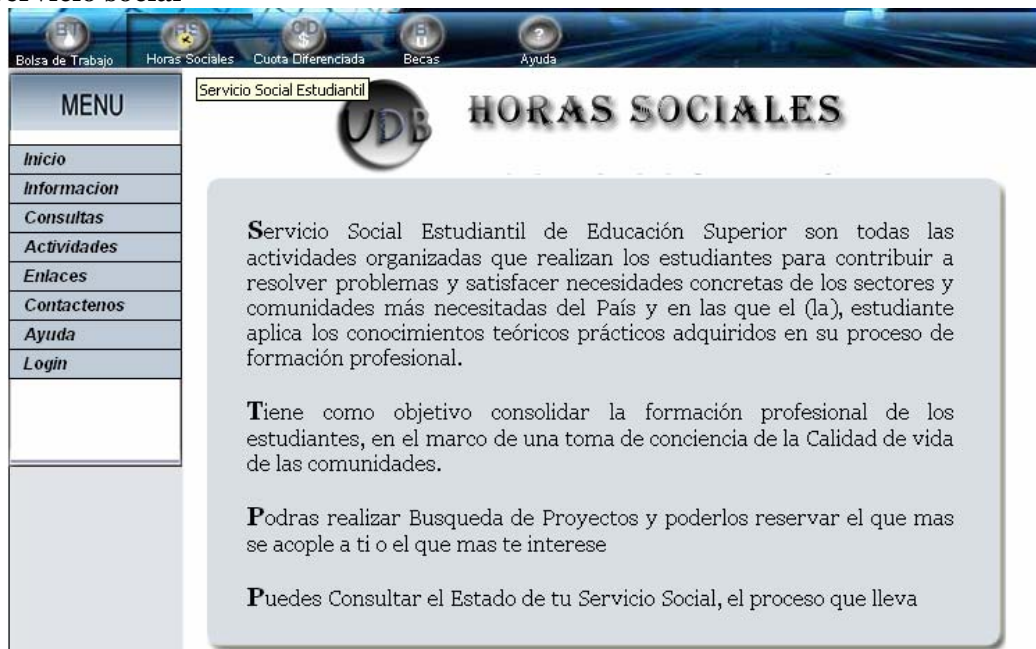 servicio social
BT HS CD $ B U ?
Bolsa de Trabajo Horas Sociales Cuota Diferenciada Becas Ayuda
Servicio Social Estudiantil
MENU
UDB HORAS SOCIALES
Inicio
Informacion
Consultas
Actividades
Enlaces
Contactenos
Ayuda
Login
Servicio Social Estudiantil de Educación Superior son todas las
actividades organizadas que realizan los estudiantes para contribuir a
resolver problemas y satisfacer necesidades concretas de los sectores y
comunidades más necesitadas del País y en las que el (la), estudiante
aplica los conocimientos teóricos prácticos adquiridos en su proceso de
formación profesional.
Tiene como objetivo consolidar la formación profesional de los
estudiantes, en el marco de una toma de conciencia de la Calidad de vida
de las comunidades.
Podras realizar Busqueda de Proyectos y poderlos reservar el que mas
se acople a ti o el que mas te interese
Puedes Consultar el Estado de tu Servicio Social, el proceso que lleva